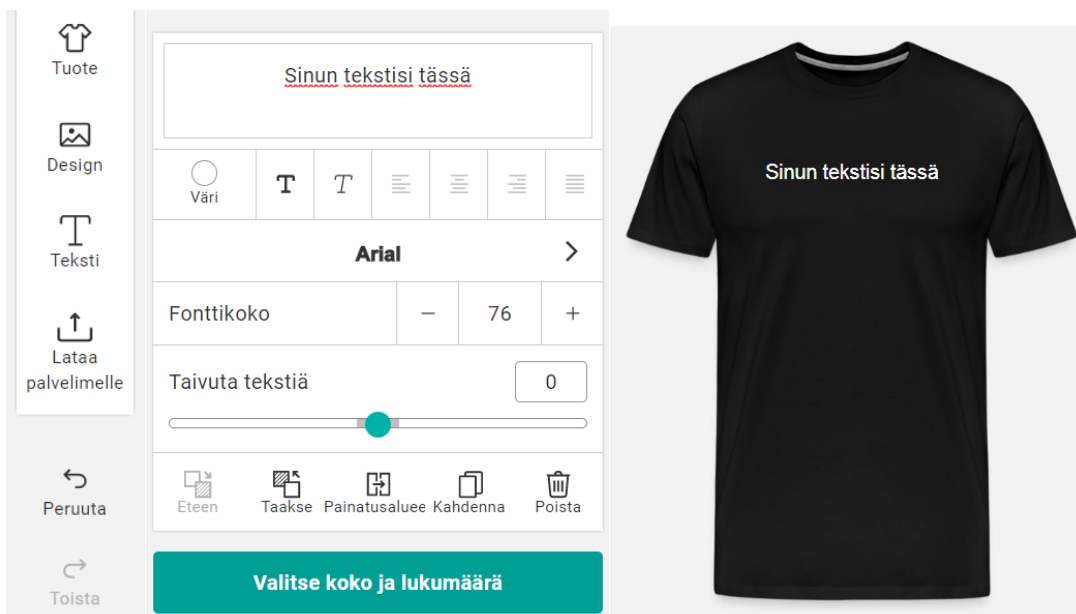 Tuote
Design
Teksti
Lataa
palvelimelle
Peruuta
Toista
Sinun tekstisi tässä
Väri
T T
Arial
Fonttikoko − 76 +
Taivuta tekstiä 0
Eteen Taakse Painatusaluee Kahdenna Poista
Valitse koko ja lukumäärä
Sinun tekstisi tässä